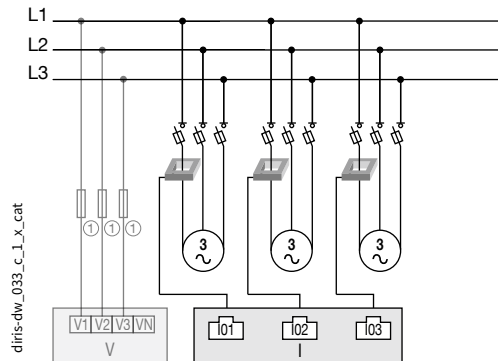 L1
L2
L3
① ① ①
3 3 3
∼ ∼ ∼
V1 V2 V3 VN
V
I01 I02 I03
I
diris-dw_033_c_1_x_cat